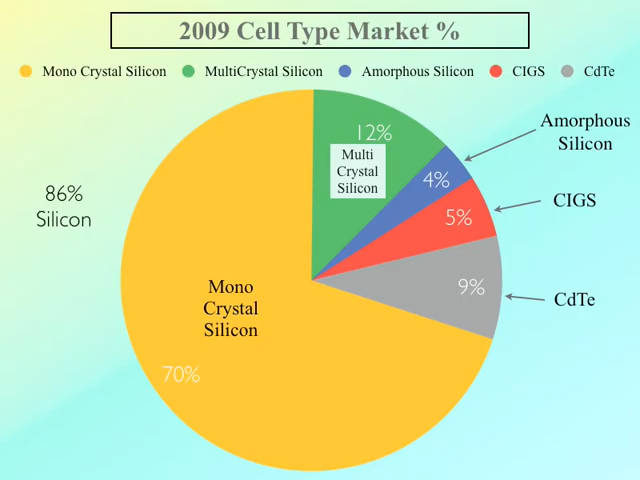 2009 Cell Type Market %
Mono Crystal Silicon
MultiCrystal Silicon
Amorphous Silicon
CIGS
CdTe
12%
Multi
Crystal
Silicon
Amorphous
Silicon
4%
86%
Silicon
CIGS
5%
Mono
Crystal
Silicon
9%
CdTe
70%